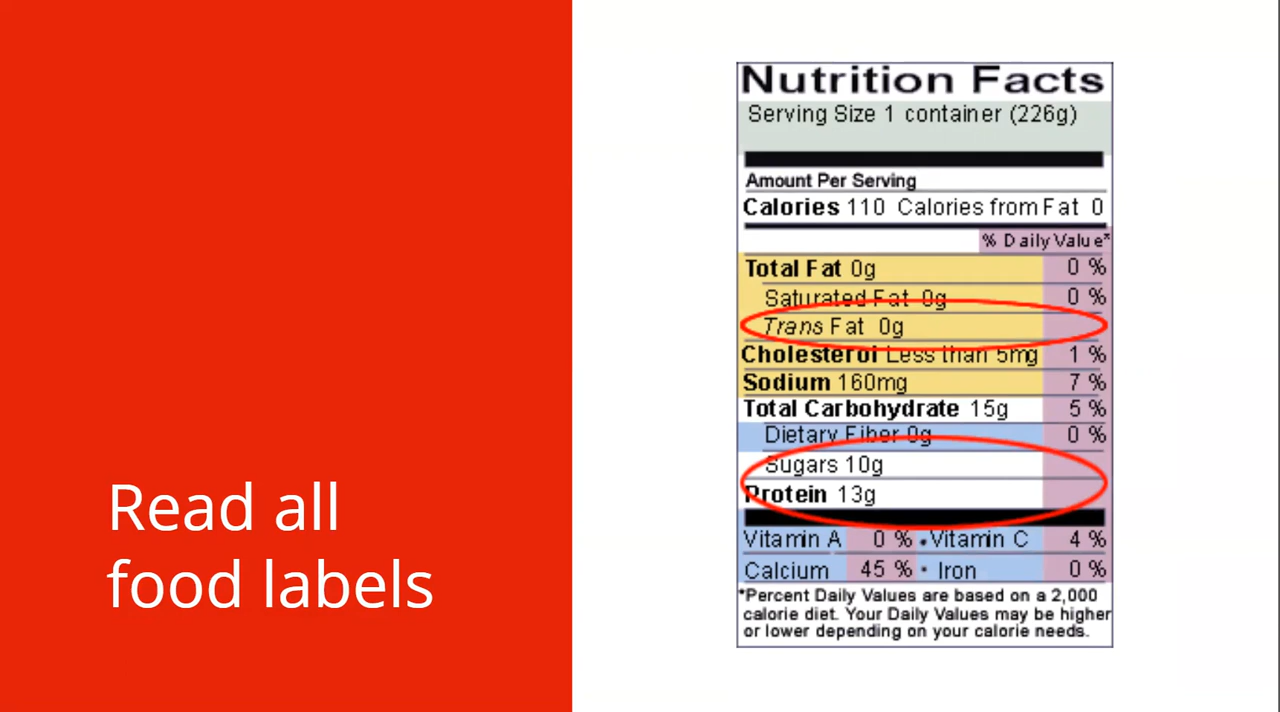 Read all
food labels
Nutrition Facts
Serving Size 1 container (226g)
Amount Per Serving
Calories 110 Calories from Fat 0
% Daily Value*
Total Fat 0g 0 %
Saturated Fat 0g 0 %
Trans Fat 0g
Cholesterol Less than 5mg 1 %
Sodium 160mg 7 %
Total Carbohydrate 15g 5 %
Dietary Fiber 0g 0 %
Sugars 10g
Protein 13g
Vitamin A 0 % • Vitamin C 4 %
Calcium 45 % • Iron 0 %
*Percent Daily Values are based on a 2,000
calorie diet. Your Daily Values may be higher
or lower depending on your calorie needs.